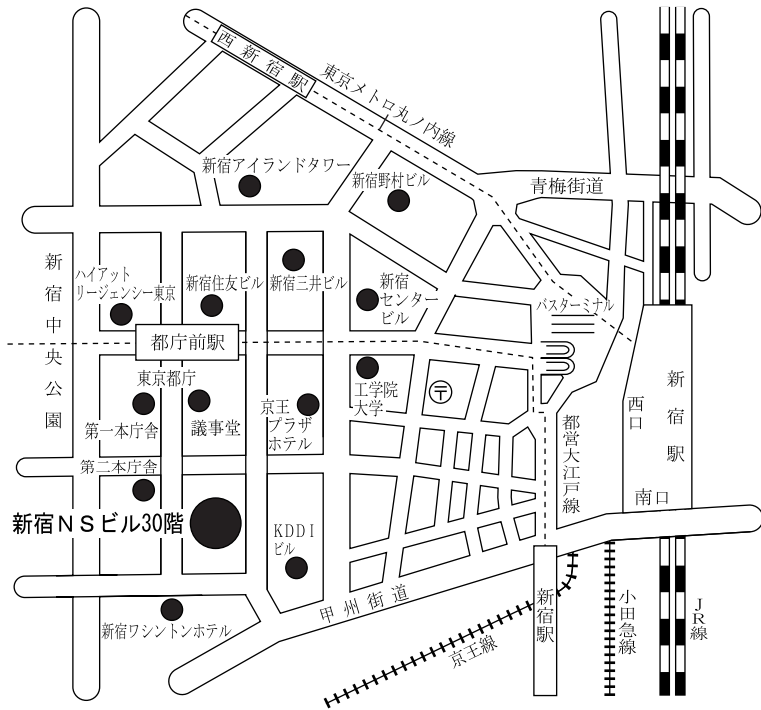 西新宿駅
東京メトロ丸ノ内線
新宿アイランドタワー
新宿野村ビル
青梅街道
新宿中央公園
ハイアット
リージェンシー東京
新宿住友ビル
新宿三井ビル
新宿
センター
ビル
バスターミナル
都庁前駅
東京都庁
第一本庁舎
議事堂
京王
プラザ
ホテル
工学院
大学
〒
都営大江戸線
西口
新宿駅
南口
第二本庁舎
新宿NSビル30階
KDDI
ビル
甲州街道
新宿ワシントンホテル
京王線
新宿駅
小田急線
JR線